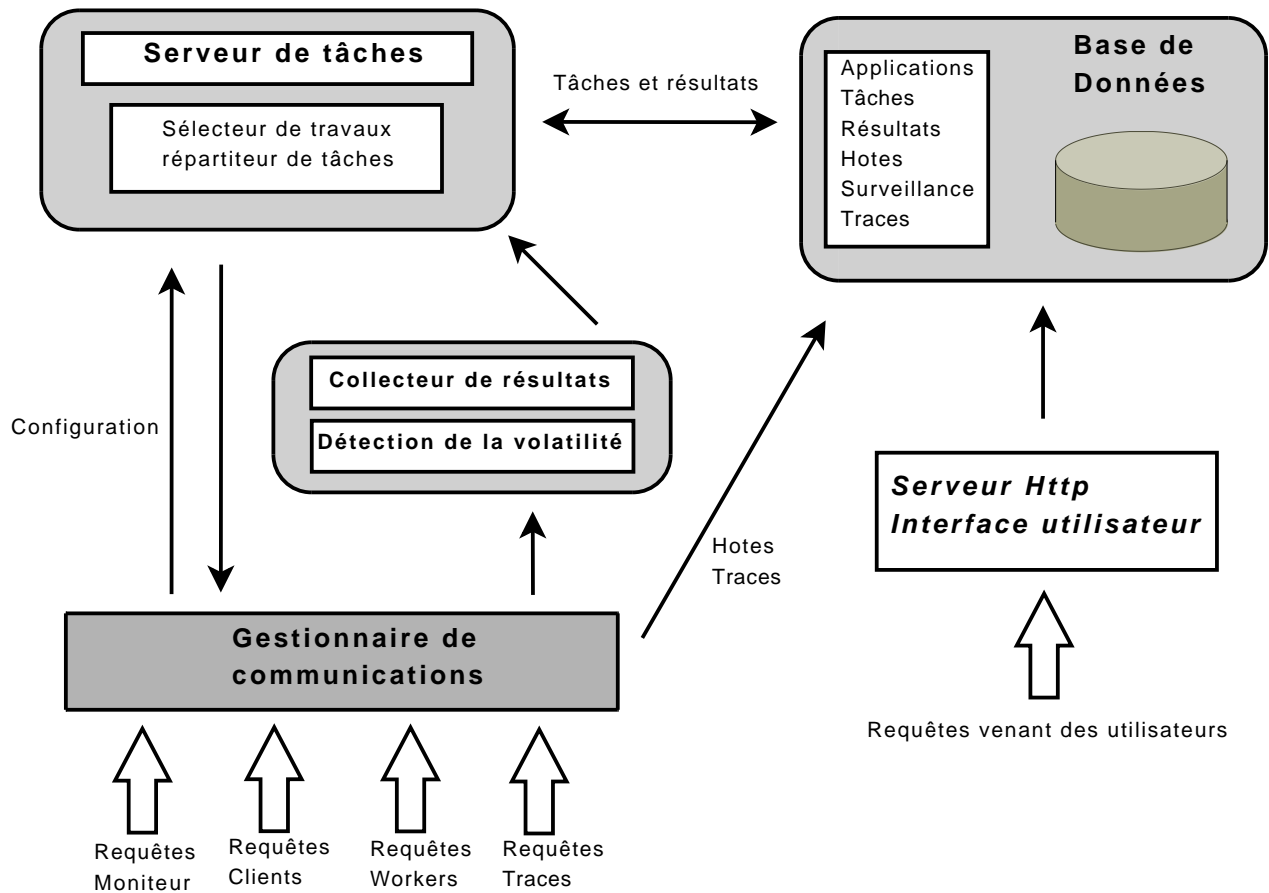 Serveur de tâches
Sélecteur de travaux
répartiteur de tâches
Tâches et résultats
Base de
Données
Applications
Tâches
Résultats
Hotes
Surveillance
Traces
Collecteur de résultats
Détection de la volatilité
Configuration
Hotes
Traces
Serveur Http
Interface utilisateur
Gestionnaire de
communications
Requêtes venant des utilisateurs
Requêtes
Moniteur
Requêtes
Clients
Requêtes
Workers
Requêtes
Traces